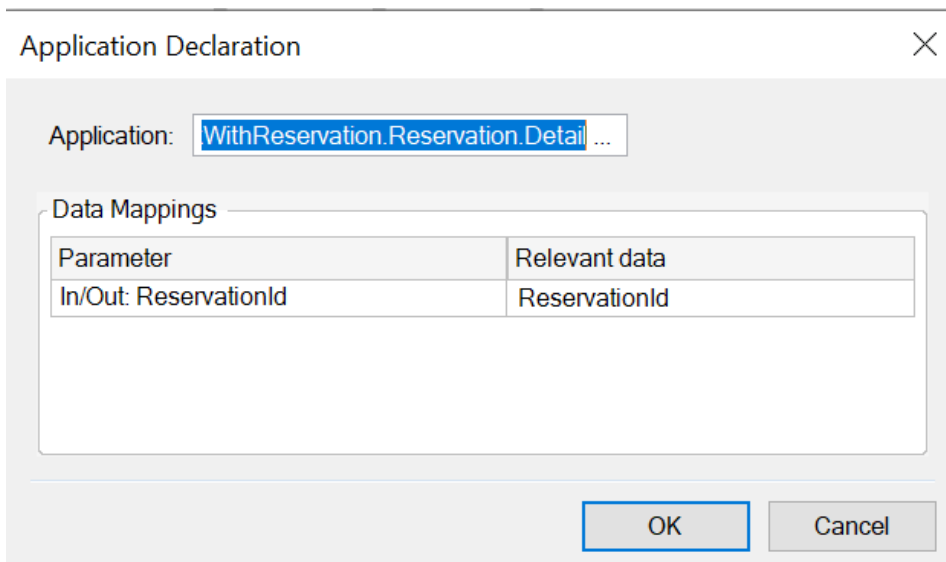 Application Declaration
Application: WithReservation.Reservation.Detail ...
Data Mappings
Parameter Relevant data
In/Out: ReservationId ReservationId
OK Cancel